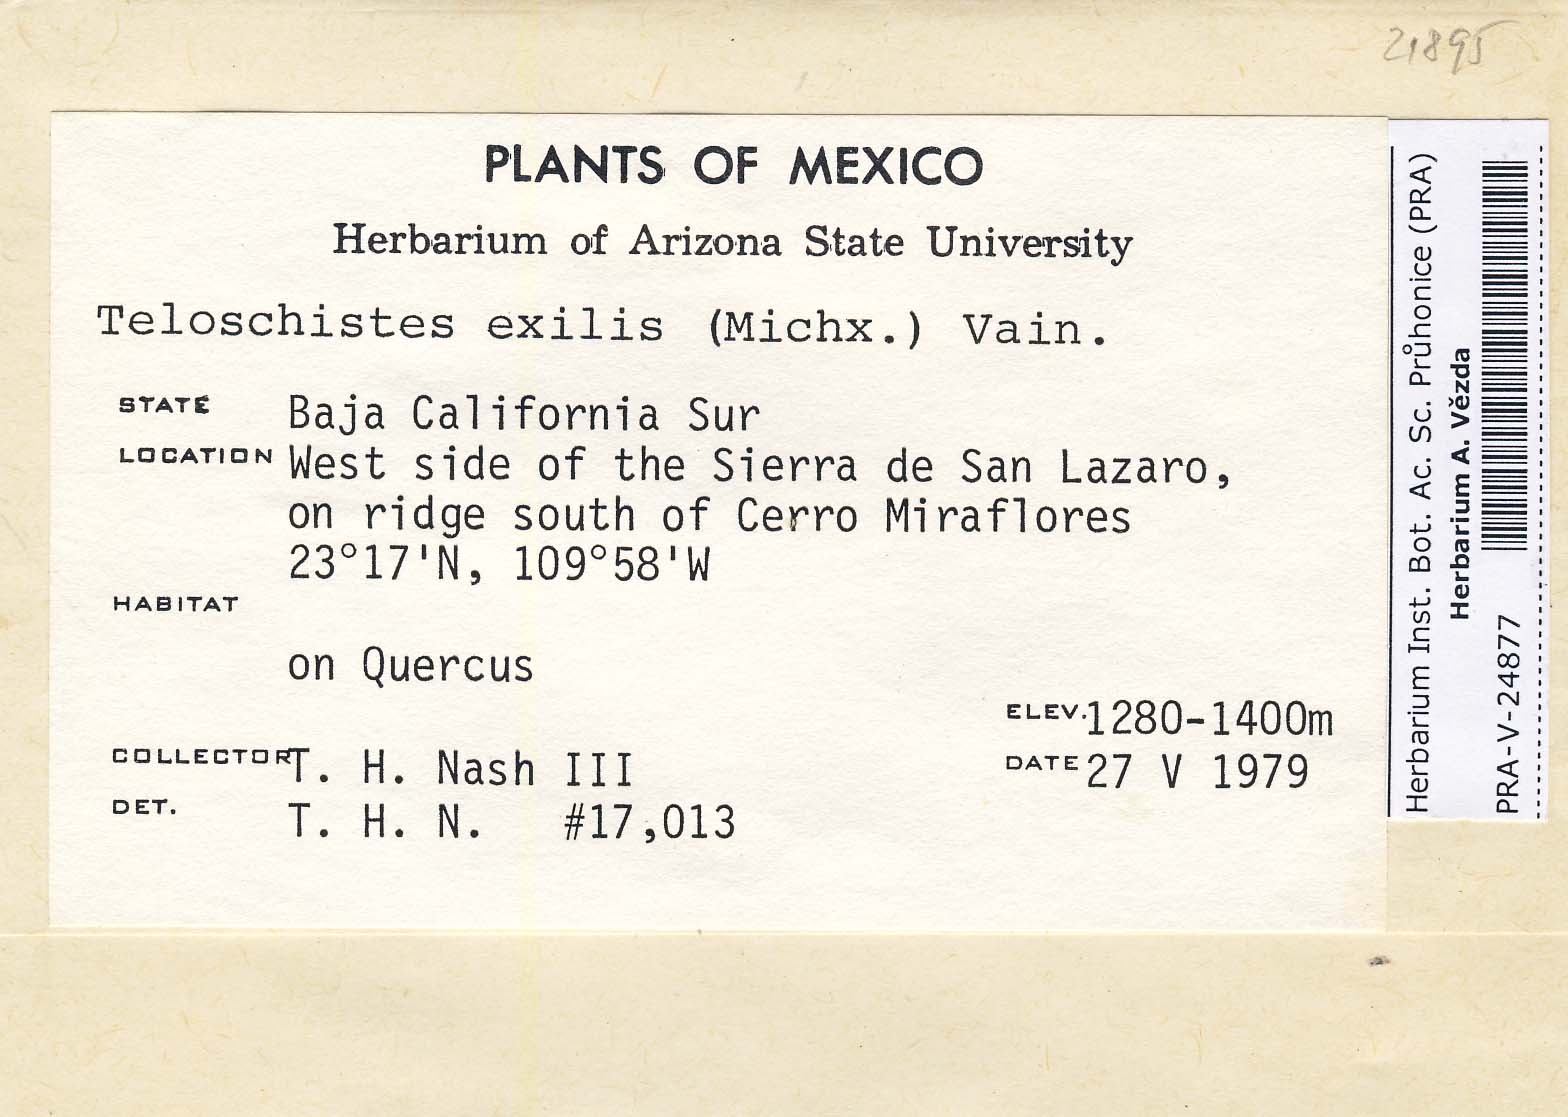 21895
PLANTS OF MEXICO
Herbarium of Arizona State University
Teloschistes exilis (Michx.) Vain.
STATE Baja California Sur
LOCATION West side of the Sierra de San Lazaro,
on ridge south of Cerro Miraflores
23°17'N, 109°58'W
HABITAT
on Quercus
ELEV. 1280-1400m
COLLECTOR T. H. Nash III
DATE 27 V 1979
DET. T. H. N. #17,013
Herbarium Inst. Bot. Ac. Sc. Průhonice (PRA)
Herbarium A. Vězda
PRA-V-24877